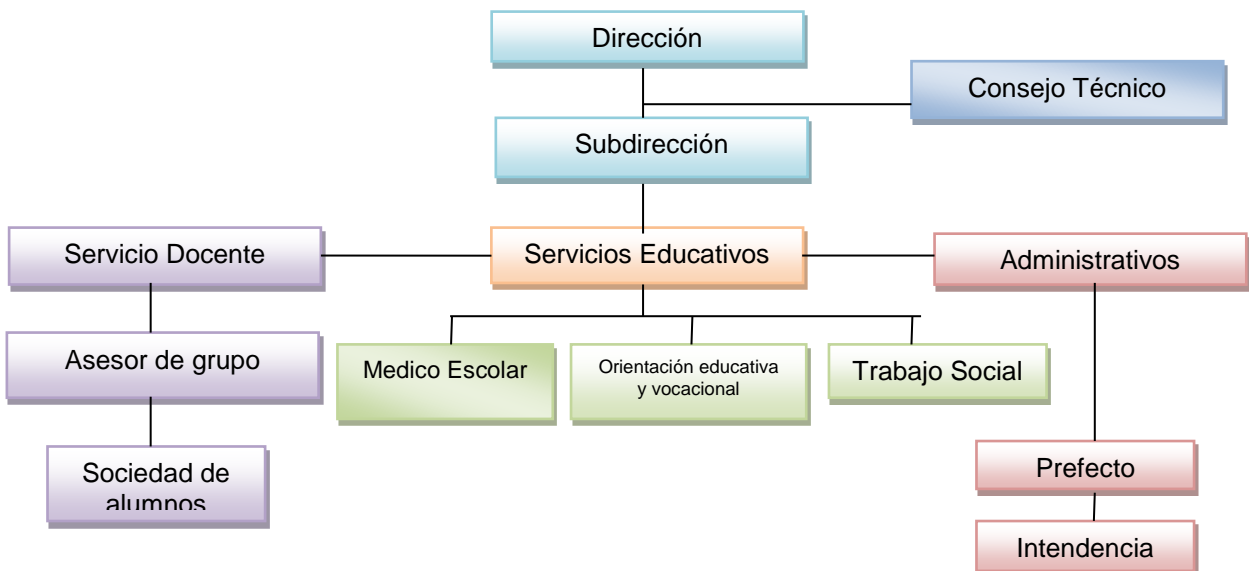 Dirección
Consejo Técnico
Subdirección
Servicio Docente
Servicios Educativos
Administrativos
Asesor de grupo
Medico Escolar
Orientación educativa
y vocacional
Trabajo Social
Sociedad de
alumnos
Prefecto
Intendencia